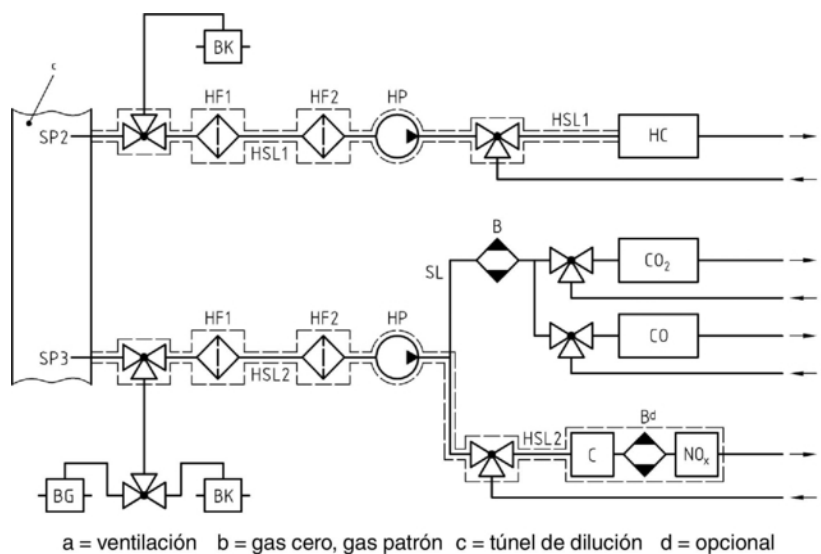 BK
c
HF1 HF2 HP
HSL1
SP2 HSL1 HC
B
SL CO₂
HF1 HF2 HP
CO
SP3 HSL2
HSL2 Bᵈ
C NOₓ
BG BK
a = ventilación b = gas cero, gas patrón c = túnel de dilución d = opcional